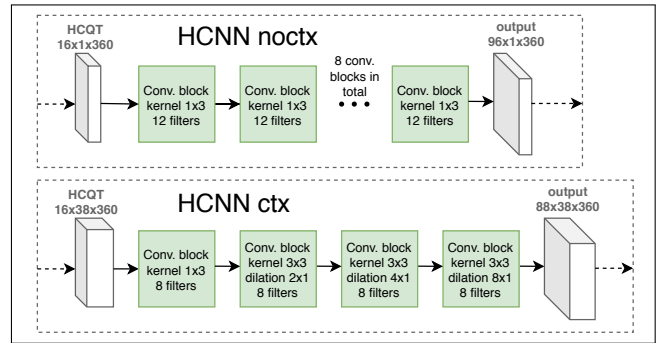 HCNN noctx
HCQT
16x1x360
Conv. block
kernel 1x3
12 filters
Conv. block
kernel 1x3
12 filters
8 conv.
blocks in
total
Conv. block
kernel 1x3
12 filters
output
96x1x360
HCNN ctx
HCQT
16x38x360
Conv. block
kernel 1x3
8 filters
Conv. block
kernel 3x3
dilation 2x1
8 filters
Conv. block
kernel 3x3
dilation 4x1
8 filters
Conv. block
kernel 3x3
dilation 8x1
8 filters
output
88x38x360